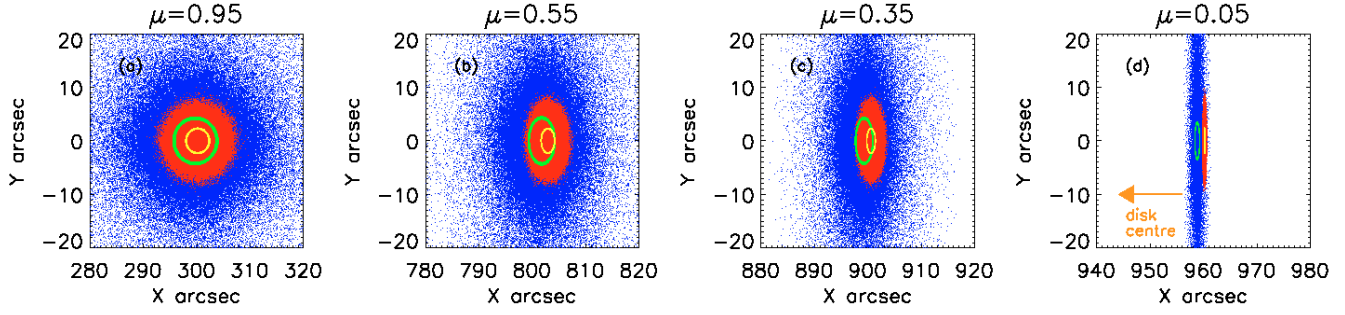 μ=0.95
20
10
0
−10
−20
Y arcsec
(a)
280 290 300 310 320
X arcsec
μ=0.55
20
10
0
−10
−20
Y arcsec
(b)
780 790 800 810 820
X arcsec
μ=0.35
20
10
0
−10
−20
Y arcsec
(c)
880 890 900 910 920
X arcsec
μ=0.05
20
10
0
−10
−20
Y arcsec
(d)
disk
centre
940 950 960 970 980
X arcsec